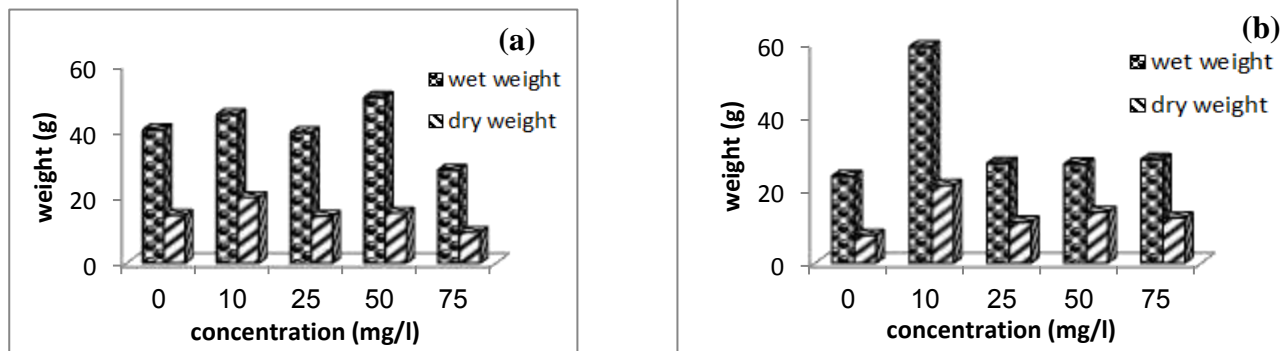 (a)
60
40
20
0
weight (g)
wet weight
dry weight
0 10 25 50 75
concentration (mg/l)
(b)
60
40
20
0
weight (g)
wet weight
dry weight
0 10 25 50 75
concentration (mg/l)